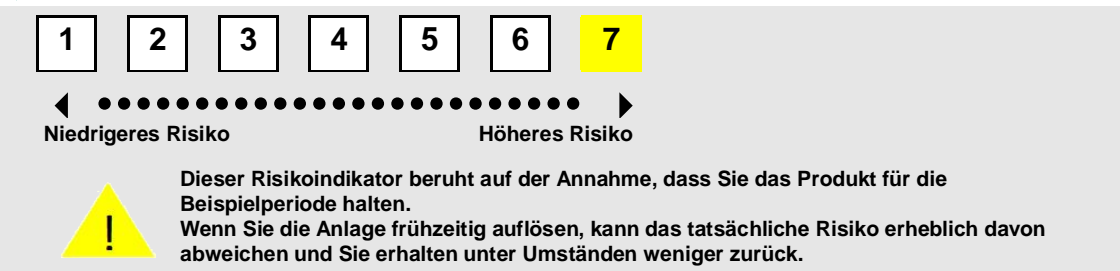 1 2 3 4 5 6 7
Niedrigeres Risiko Höheres Risiko
Dieser Risikoindikator beruht auf der Annahme, dass Sie das Produkt für die
Beispielperiode halten.
!
Wenn Sie die Anlage frühzeitig auflösen, kann das tatsächliche Risiko erheblich davon
abweichen und Sie erhalten unter Umständen weniger zurück.